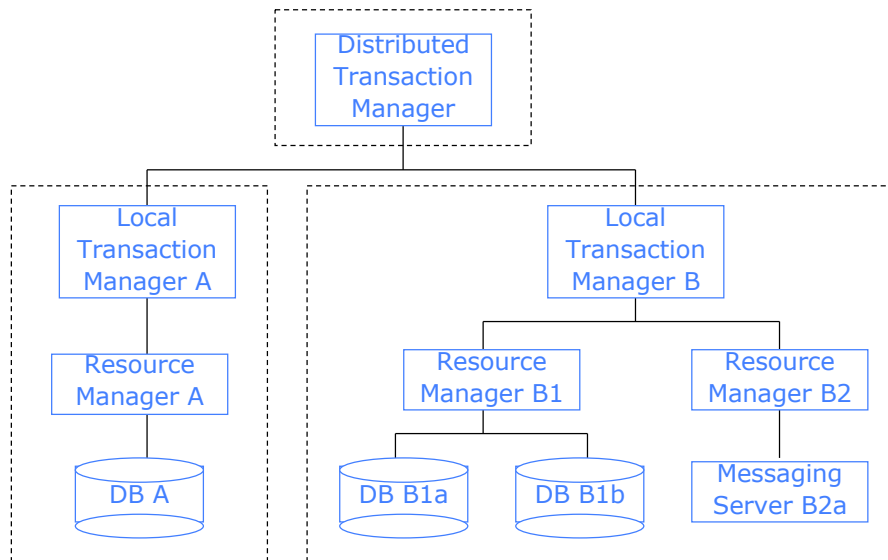 Distributed
Transaction
Manager
Local
Transaction
Manager A
Local
Transaction
Manager B
Resource
Manager A
Resource
Manager B1
Resource
Manager B2
DB A
DB B1a
DB B1b
Messaging
Server B2a